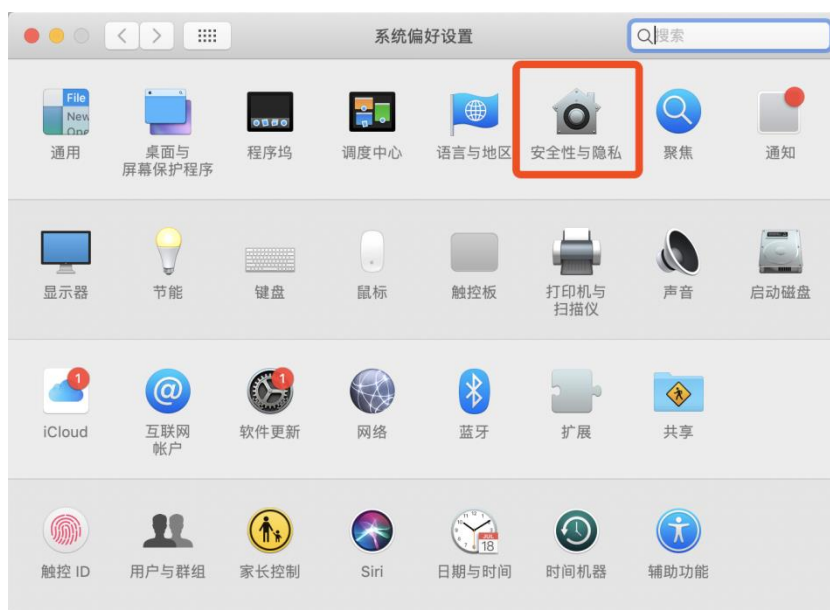 系统偏好设置
搜索
File
New
Ope
通用
桌面与
屏幕保护程序
程序坞
调度中心
语言与地区
安全性与隐私
聚焦
通知
显示器
节能
键盘
鼠标
触控板
打印机与
扫描仪
声音
启动磁盘
1
iCloud
@
互联网
帐户
1
软件更新
网络
蓝牙
扩展
共享
触控 ID
用户与群组
家长控制
Siri
JUL
18
日期与时间
时间机器
辅助功能